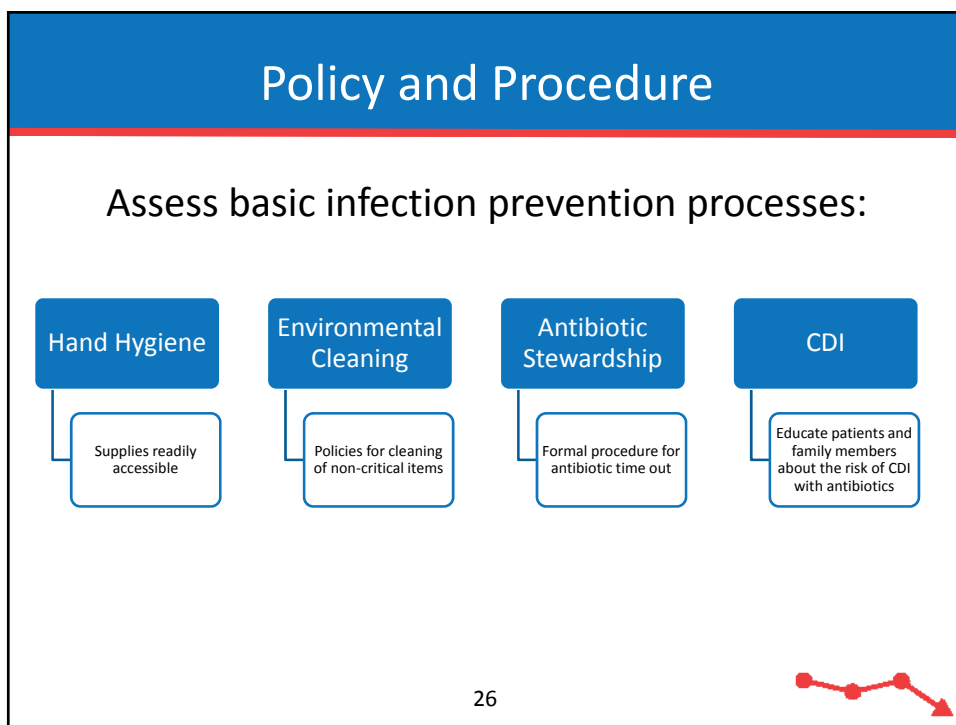 Policy and Procedure
Assess basic infection prevention processes:
Hand Hygiene
Supplies readily
accessible
Environmental
Cleaning
Policies for cleaning
of non-critical items
Antibiotic
Stewardship
Formal procedure for
antibiotic time out
CDI
Educate patients and
family members
about the risk of CDI
with antibiotics
26